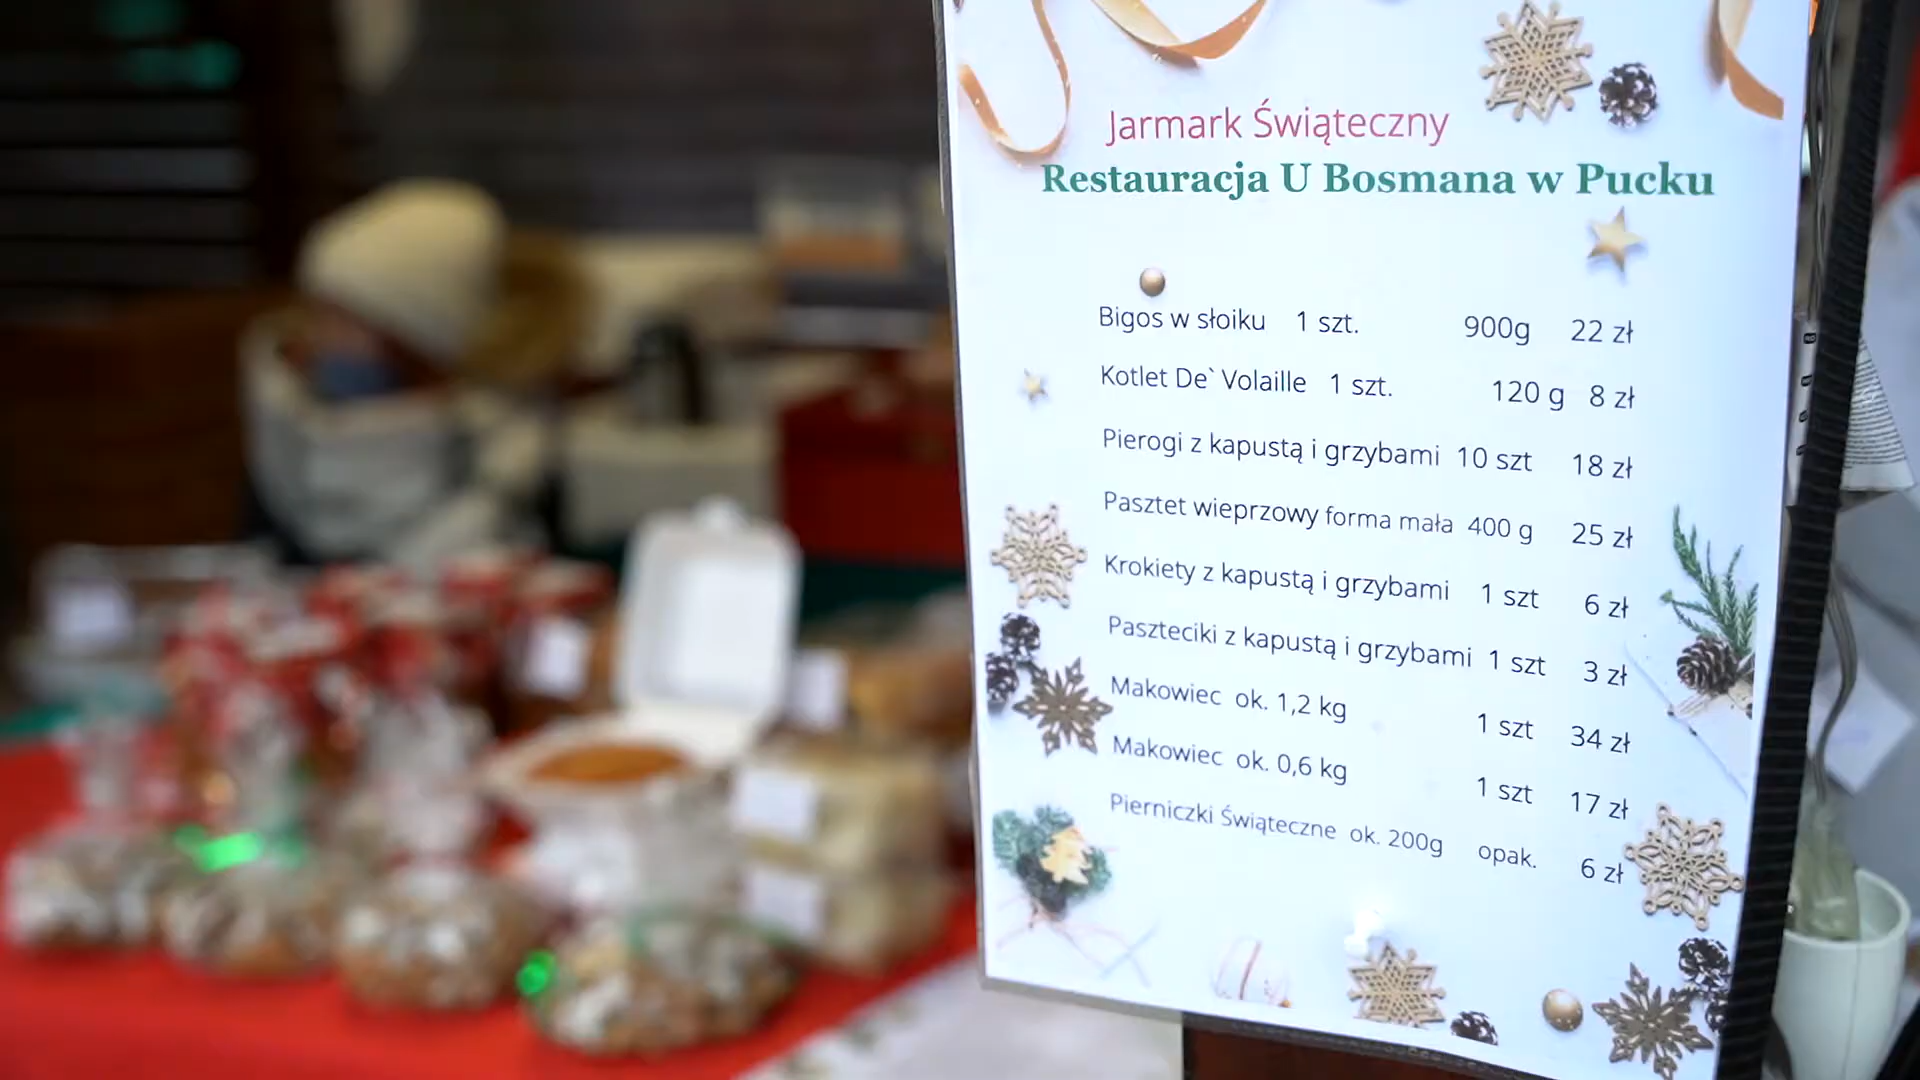 Jarmark Świąteczny
Restauracja U Bosmana w Pucku
Bigos w słoiku 1 szt. 900g 22 zł
Kotlet De` Volaille 1 szt. 120 g 8 zł
Pierogi z kapustą i grzybami 10 szt 18 zł
Pasztet wieprzowy forma mała 400 g 25 zł
Krokiety z kapustą i grzybami 1 szt 6 zł
Paszteciki z kapustą i grzybami 1 szt 3 zł
Makowiec ok. 1,2 kg 1 szt 34 zł
Makowiec ok. 0,6 kg 1 szt 17 zł
Pierniczki Świąteczne ok. 200g opak. 6 zł